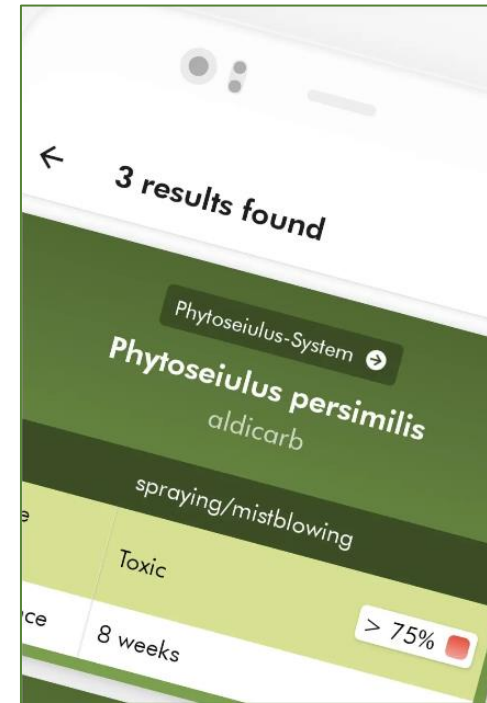 3 results found
Phytoseiulus-System
Phytoseiulus persimilis
aldicarb
spraying/mistblowing
Toxic
> 75%
8 weeks